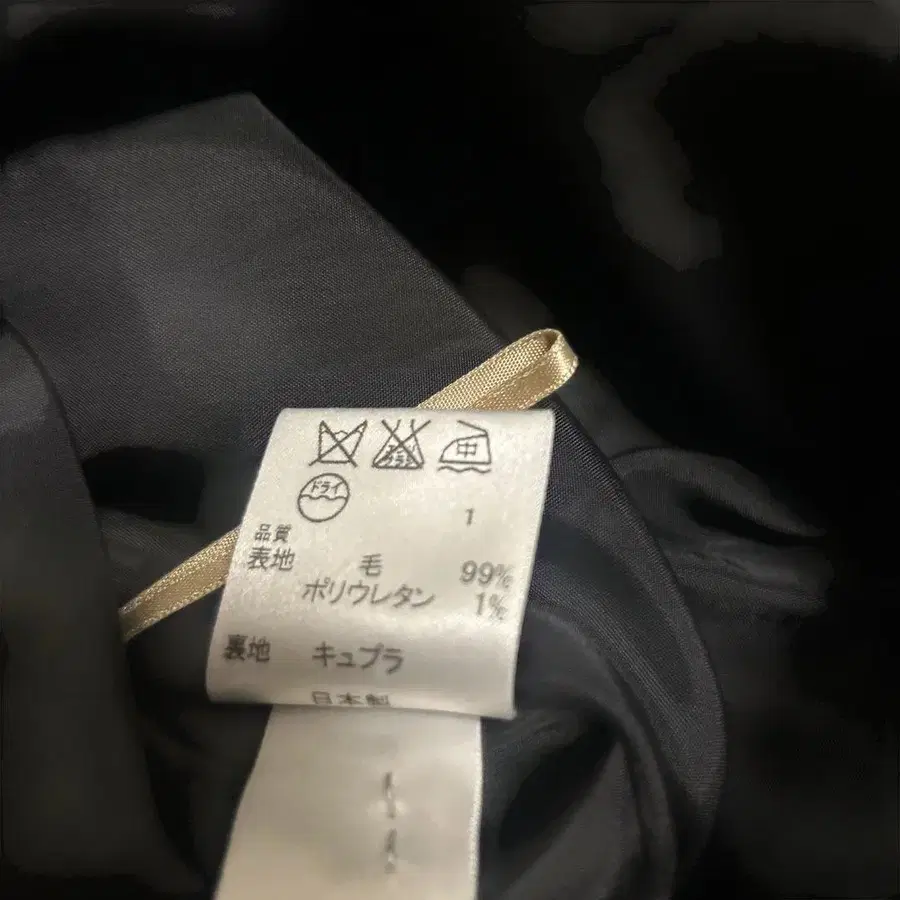 中
ドライ
1
品質
表地 毛 99%
ポリウレタン 1%
裏地 キュプラ
日本製